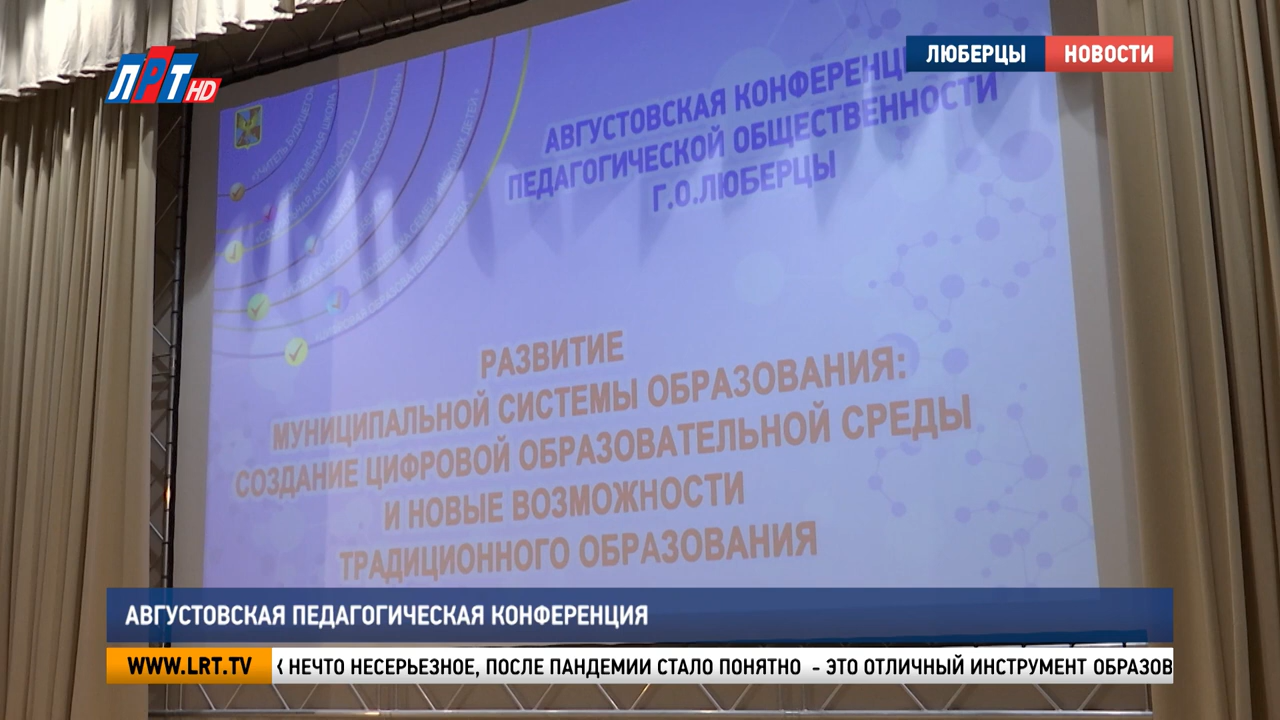 ЛРТ HD
ЛЮБЕРЦЫ НОВОСТИ
АВГУСТОВСКАЯ
ПЕДАГОГИЧЕСКОЙ ОБЩЕСТВЕННОСТИ
Г.О.ЛЮБЕРЦЫ
РАЗВИТИЕ
МУНИЦИПАЛЬНОЙ СИСТЕМЫ ОБРАЗОВАНИЯ:
СОЗДАНИЕ ЦИФРОВОЙ ОБРАЗОВАТЕЛЬНОЙ СРЕДЫ
И НОВЫЕ ВОЗМОЖНОСТИ
ТРАДИЦИОННОГО ОБРАЗОВАНИЯ
АВГУСТОВСКАЯ ПЕДАГОГИЧЕСКАЯ КОНФЕРЕНЦИЯ
WWW.LRT.TV НЕЧТО НЕСЕРЬЕЗНОЕ, ПОСЛЕ ПАНДЕМИИ СТАЛО ПОНЯТНО - ЭТО ОТЛИЧНЫЙ ИНСТРУМЕНТ ОБРАЗОВ